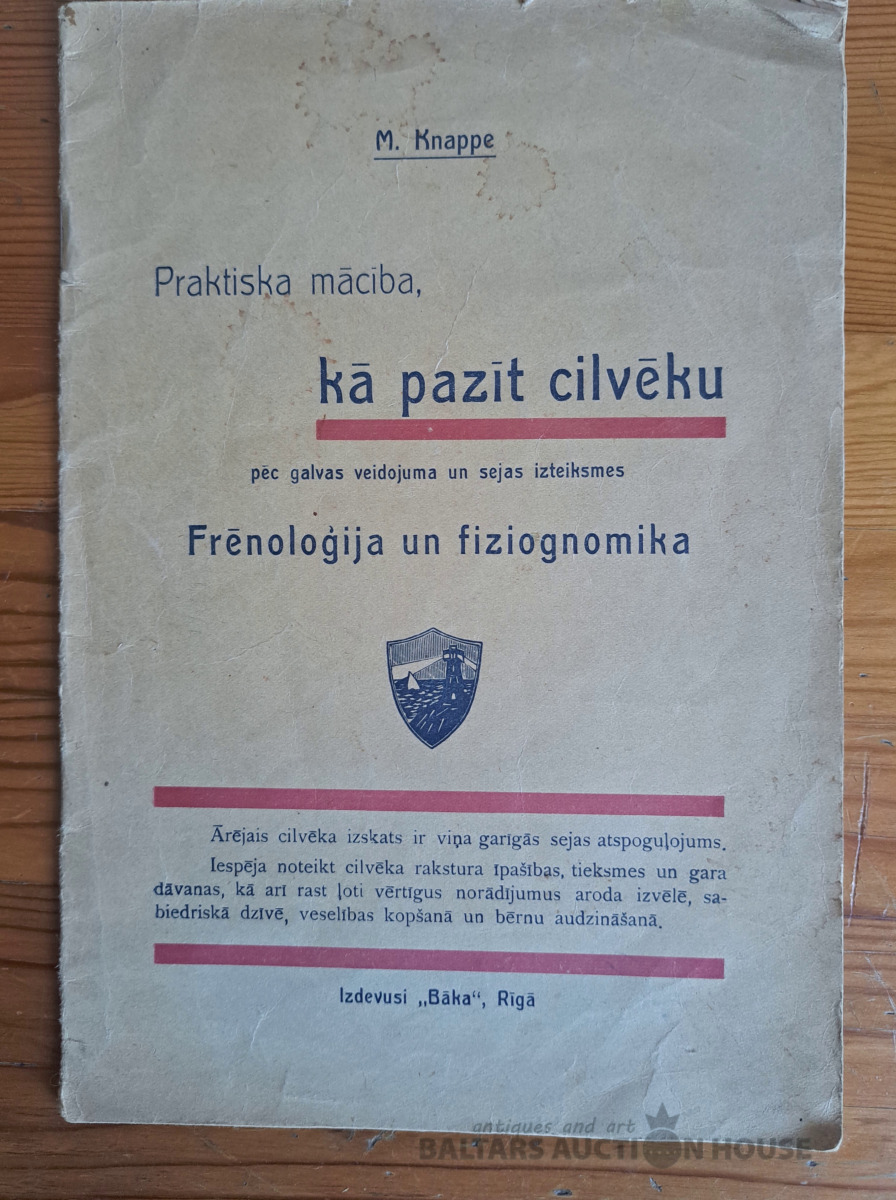 M. Knappe
Praktiska mācība,
kā pazīt cilvēku
pēc galvas veidojuma un sejas izteiksmes
Frēnoloģija un fiziognomika
Ārējais cilvēka izskats ir viņa garīgās sejas atspoguļojums.
Iespēja noteikt cilvēka rakstura īpašības, tieksmes un gara
dāvanas, kā arī rast ļoti vērtīgus norādījumus aroda izvēlē, sa-
biedriskā dzīvē, veselības kopšanā un bērnu audzināšanā.
Izdevusi „Bāka“, Rīgā
antiques and art
BALTARS AUCTION HOUSE